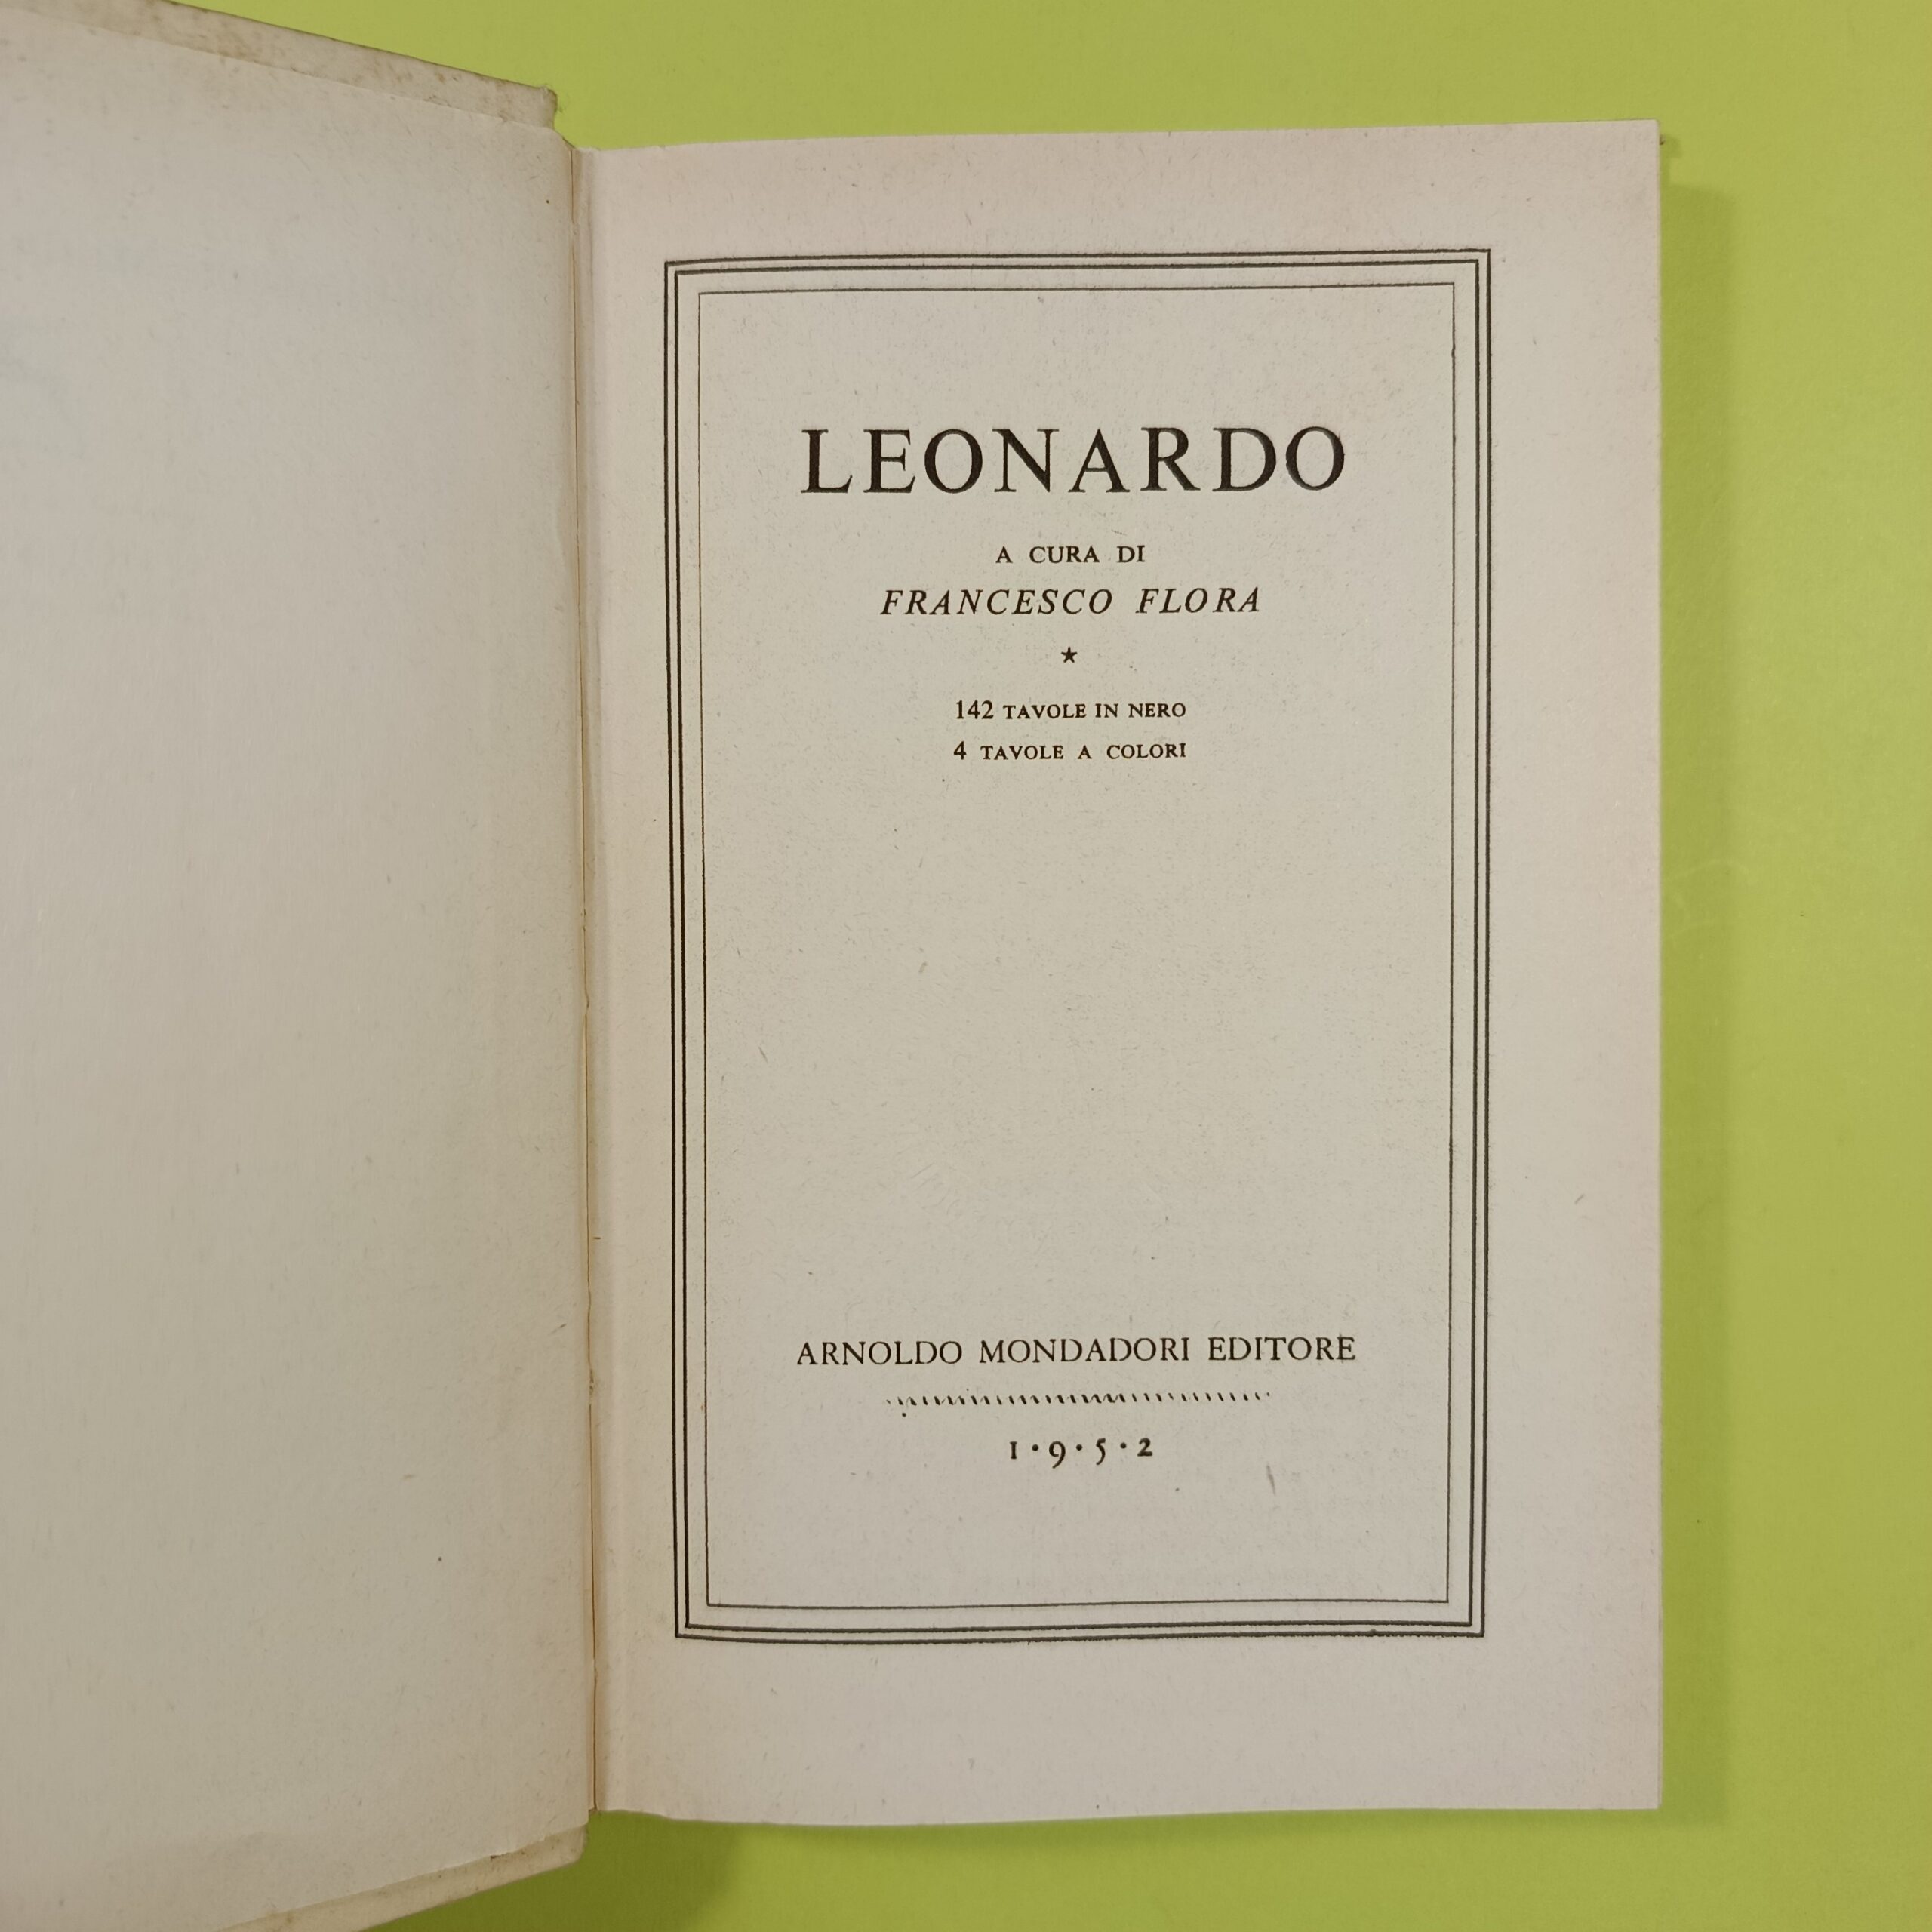 LEONARDO
A CURA DI
FRANCESCO FLORA
★
142 TAVOLE IN NERO
4 TAVOLE A COLORI
ARNOLDO MONDADORI EDITORE
1·9·5·2